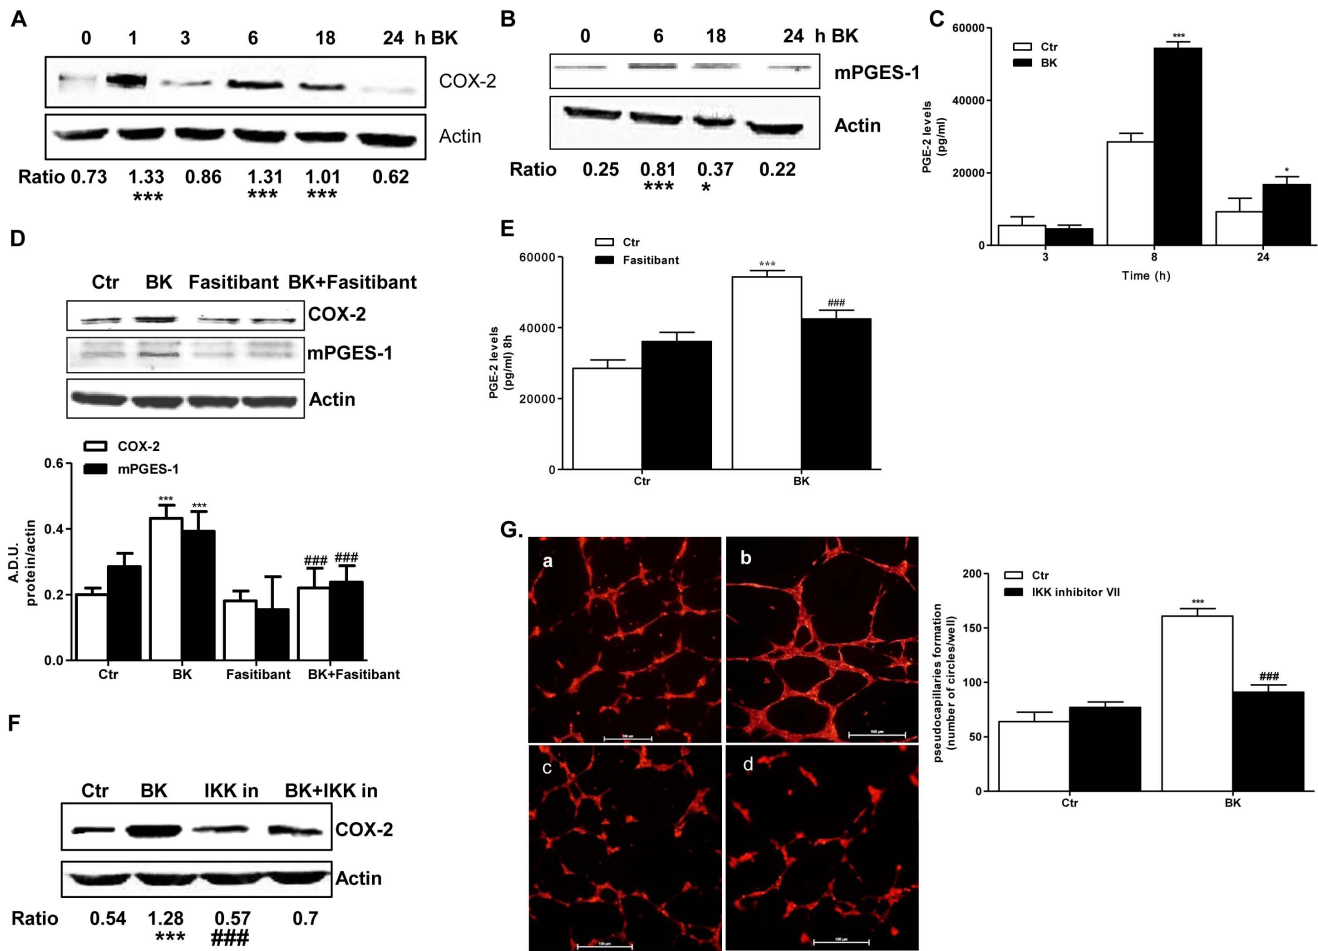 A
0 1 3 6 18 24 h BK
COX-2
Actin
Ratio 0.73 1.33 0.86 1.31 1.01 0.62
*** *** ***
B
0 6 18 24 h BK
mPGES-1
Actin
Ratio 0.25 0.81 0.37 0.22
*** *
C
Ctr
BK
PGE-2 levels
(pg/ml)
60000
40000
20000
0
***
*
3 8 24
Time (h)
D
Ctr BK Fasitibant BK+Fasitibant
COX-2
mPGES-1
Actin
COX-2
mPGES-1
A.D.U.
protein/actin
0.6
0.4
0.2
0.0
*** ***
### ###
Ctr BK Fasitibant BK+Fasitibant
E
Ctr
Fasitibant
PGE-2 levels
(pg/ml) 8h
60000
40000
20000
0
***
###
Ctr BK
F
Ctr BK IKK in BK+IKK in
COX-2
Actin
Ratio 0.54 1.28 0.57 0.7
*** ###
G.
a
b
c
d
100 µm
100 µm
Ctr
IKK inhibitor VII
pseudocapillaries formation
(number of circles/well)
200
150
100
50
0
***
###
Ctr BK